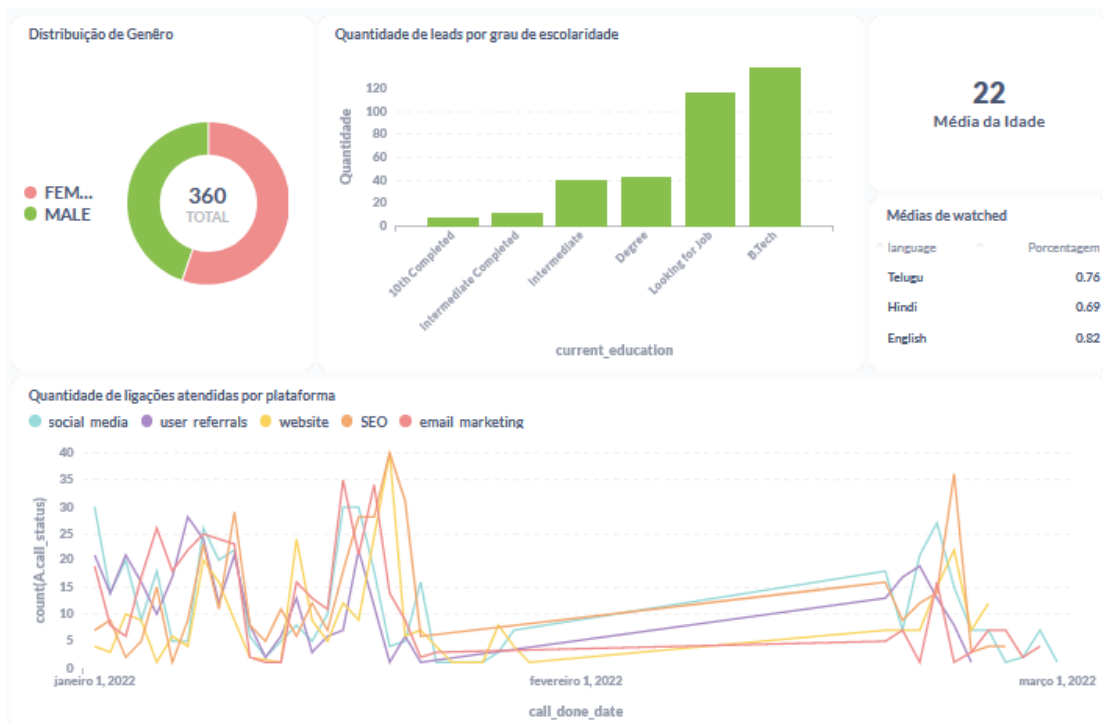 Distribuição de Genêro
FEM...
MALE
360
TOTAL
Quantidade de leads por grau de escolaridade
Quantidade
120
100
80
60
40
20
0
10th Completed
Intermediate Completed
Intermediate
Degree
Looking for Job
B.Tech
current_education
22
Média da Idade
Médias de watched
language Porcentagem
Telugu 0.76
Hindi 0.69
English 0.82
Quantidade de ligações atendidas por plataforma
social media user referrals website SEO email marketing
count(A.call_status)
40
35
30
25
20
15
10
5
0
janeiro 1, 2022 fevereiro 1, 2022 março 1, 2022
call_done_date